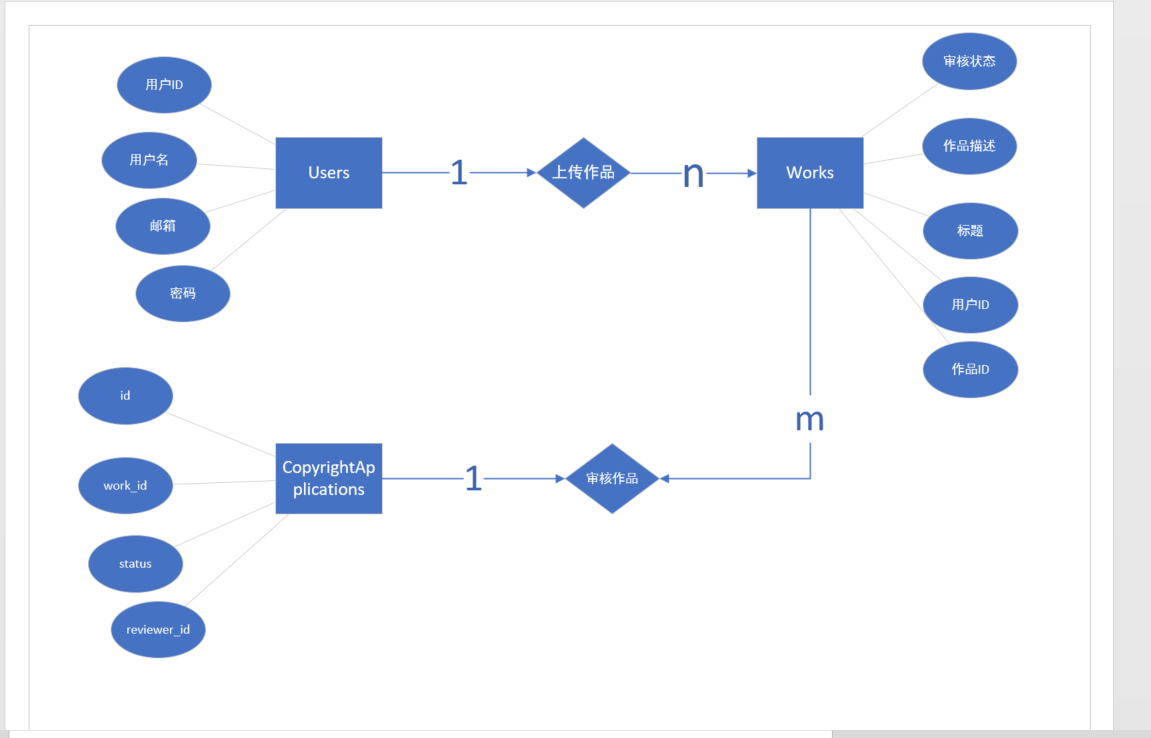 用户ID
用户名
邮箱
密码
Users
1
上传作品
n
Works
审核状态
作品描述
标题
用户ID
作品ID
m
id
work_id
status
reviewer_id
CopyrightAp
plications
1
审核作品